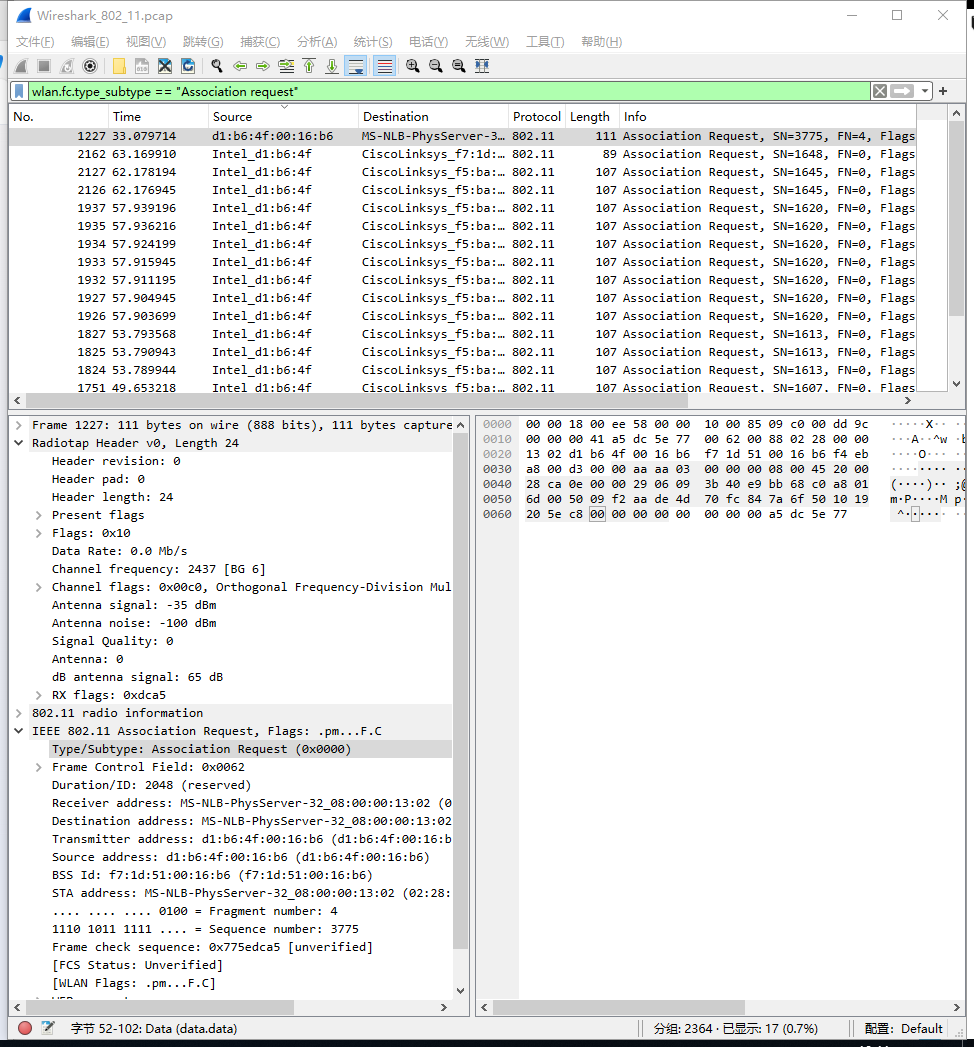 Wireshark_802_11.pcap
文件(F) 编辑(E) 视图(V) 跳转(G) 捕获(C) 分析(A) 统计(S) 电话(Y) 无线(W) 工具(T) 帮助(H)
wlan.fc.type_subtype == "Association request"
No. Time Source Destination Protocol Length Info
1227 33.079714 d1:b6:4f:00:16:b6 MS-NLB-PhysServer-3… 802.11 111 Association Request, SN=3775, FN=4, Flags
2162 63.169910 Intel_d1:b6:4f CiscoLinksys_f7:1d:… 802.11 89 Association Request, SN=1648, FN=0, Flags
2127 62.178194 Intel_d1:b6:4f CiscoLinksys_f5:ba:… 802.11 107 Association Request, SN=1645, FN=0, Flags
2126 62.176945 Intel_d1:b6:4f CiscoLinksys_f5:ba:… 802.11 107 Association Request, SN=1645, FN=0, Flags
1937 57.939196 Intel_d1:b6:4f CiscoLinksys_f5:ba:… 802.11 107 Association Request, SN=1620, FN=0, Flags
1935 57.936216 Intel_d1:b6:4f CiscoLinksys_f5:ba:… 802.11 107 Association Request, SN=1620, FN=0, Flags
1934 57.924199 Intel_d1:b6:4f CiscoLinksys_f5:ba:… 802.11 107 Association Request, SN=1620, FN=0, Flags
1933 57.915945 Intel_d1:b6:4f CiscoLinksys_f5:ba:… 802.11 107 Association Request, SN=1620, FN=0, Flags
1932 57.911195 Intel_d1:b6:4f CiscoLinksys_f5:ba:… 802.11 107 Association Request, SN=1620, FN=0, Flags
1927 57.904945 Intel_d1:b6:4f CiscoLinksys_f5:ba:… 802.11 107 Association Request, SN=1620, FN=0, Flags
1926 57.903699 Intel_d1:b6:4f CiscoLinksys_f5:ba:… 802.11 107 Association Request, SN=1620, FN=0, Flags
1827 53.793568 Intel_d1:b6:4f CiscoLinksys_f5:ba:… 802.11 107 Association Request, SN=1613, FN=0, Flags
1825 53.790943 Intel_d1:b6:4f CiscoLinksys_f5:ba:… 802.11 107 Association Request, SN=1613, FN=0, Flags
1824 53.789944 Intel_d1:b6:4f CiscoLinksys_f5:ba:… 802.11 107 Association Request, SN=1613, FN=0, Flags
1751 49.653218 Intel_d1:b6:4f CiscoLinksys_f5:ba:… 802.11 107 Association Request, SN=1607, FN=0, Flags
Frame 1227: 111 bytes on wire (888 bits), 111 bytes capture
Radiotap Header v0, Length 24
Header revision: 0
Header pad: 0
Header length: 24
Present flags
Flags: 0x10
Data Rate: 0.0 Mb/s
Channel frequency: 2437 [BG 6]
Channel flags: 0x00c0, Orthogonal Frequency-Division Mul
Antenna signal: -35 dBm
Antenna noise: -100 dBm
Signal Quality: 0
Antenna: 0
dB antenna signal: 65 dB
RX flags: 0xdca5
802.11 radio information
IEEE 802.11 Association Request, Flags: .pm...F.C
Type/Subtype: Association Request (0x0000)
Frame Control Field: 0x0062
Duration/ID: 2048 (reserved)
Receiver address: MS-NLB-PhysServer-32_08:00:00:13:02 (0
Destination address: MS-NLB-PhysServer-32_08:00:00:13:02
Transmitter address: d1:b6:4f:00:16:b6 (d1:b6:4f:00:16:b
Source address: d1:b6:4f:00:16:b6 (d1:b6:4f:00:16:b6)
BSS Id: f7:1d:51:00:16:b6 (f7:1d:51:00:16:b6)
STA address: MS-NLB-PhysServer-32_08:00:00:13:02 (02:28:
.... .... .... 0100 = Fragment number: 4
1110 1011 1111 .... = Sequence number: 3775
Frame check sequence: 0x775edca5 [unverified]
[FCS Status: Unverified]
[WLAN Flags: .pm...F.C]
0000 00 00 18 00 ee 58 00 00 10 00 85 09 c0 00 dd 9c ·····X·· ··
0010 00 00 00 41 a5 dc 5e 77 00 62 00 88 02 28 00 00 ···A··^w ·b
0020 13 02 d1 b6 4f 00 16 b6 f7 1d 51 00 16 b6 f4 eb ····O··· ··
0030 a8 00 d3 00 00 aa aa 03 00 00 00 08 00 45 20 00 ········ ··
0040 28 ca 0e 00 00 29 06 09 3b 40 e9 bb 68 c0 a8 01 (····)·· ;@
0050 6d 00 50 09 f2 aa de 4d 70 fc 84 7a 6f 50 10 19 m·P····M p·
0060 20 5e c8 00 00 00 00 00 00 00 00 a5 dc 5e 77 ^····· ··
字节 52-102: Data (data.data)
分组: 2364 · 已显示: 17 (0.7%)
配置: Default